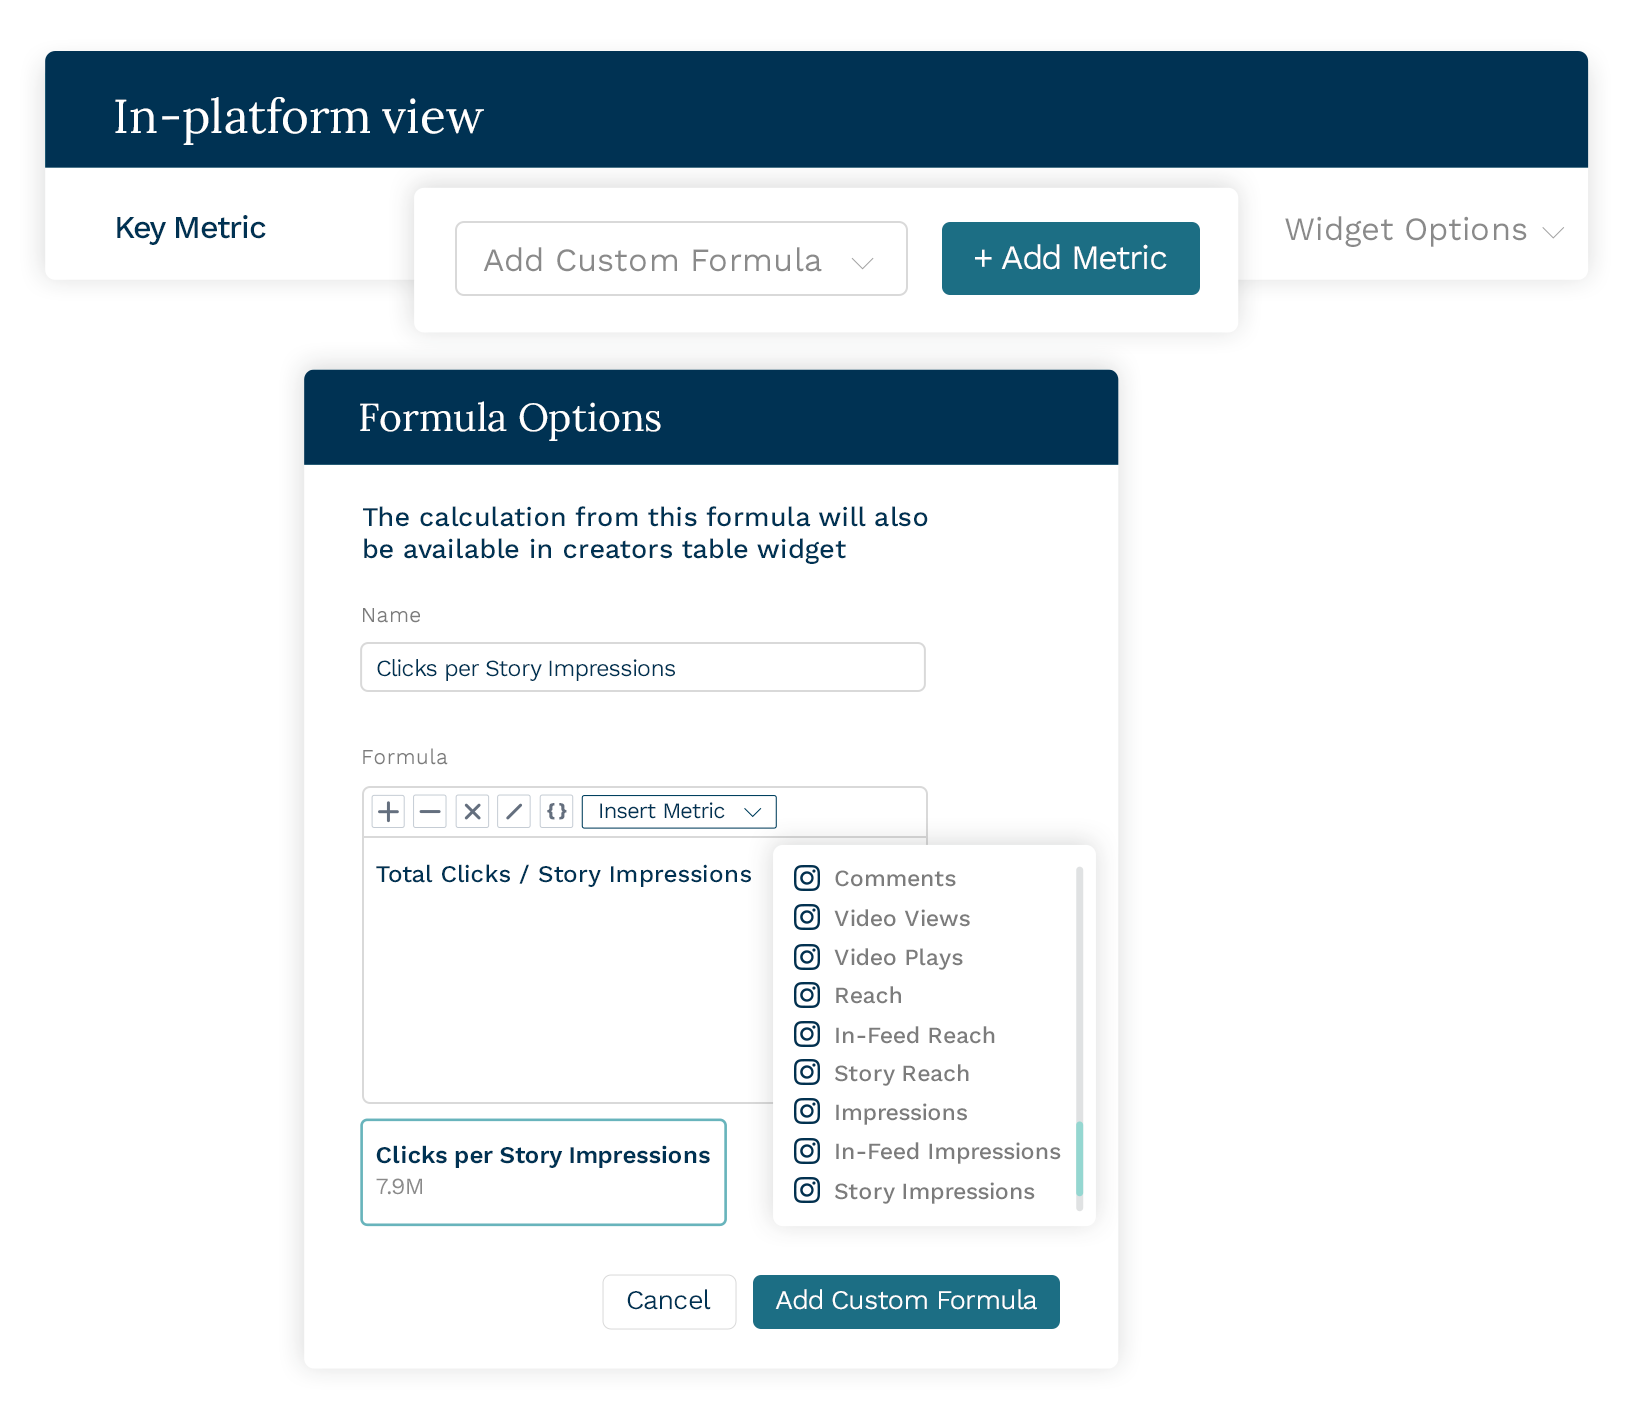 In-platform view
Key Metric
Add Custom Formula
+ Add Metric
Widget Options
Formula Options
The calculation from this formula will also
be available in creators table widget
Name
Clicks per Story Impressions
Formula
+ − × / {} Insert Metric
Total Clicks / Story Impressions
Comments
Video Views
Video Plays
Reach
In-Feed Reach
Story Reach
Impressions
In-Feed Impressions
Story Impressions
Clicks per Story Impressions
7.9M
Cancel
Add Custom Formula